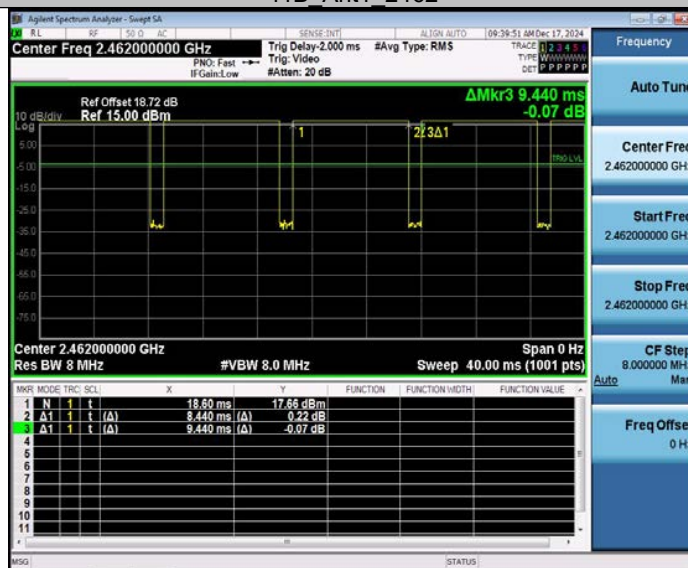 Agilent Spectrum Analyzer - Swept SA
RL RF 50 Ω AC SENSE:INT ALIGN AUTO 09:39:51 AM Dec 17, 2024
Center Freq 2.462000000 GHz
Trig Delay-2.000 ms #Avg Type: RMS TRACE 1 2 3 4 5 6
PNO: Fast Trig: Video TYPE WWWWWW
IFGain:Low #Atten: 20 dB DET P P P P P P
Ref Offset 18.72 dB ΔMkr3 9.440 ms
10 dB/div Ref 15.00 dBm -0.07 dB
Log
5.00
-5.00
-15.0
-25.0
-35.0
-45.0
-55.0
-65.0
-75.0
1
3Δ1
TRIG LVL
Center 2.462000000 GHz Span 0 Hz
Res BW 8 MHz #VBW 8.0 MHz Sweep 40.00 ms (1001 pts)
MKR MODE TRC SCL X Y FUNCTION FUNCTION WIDTH FUNCTION VALUE
1 N 1 t 18.60 ms 17.66 dBm
2 Δ1 1 t (Δ) 8.440 ms (Δ) 0.22 dB
3 Δ1 1 t (Δ) 9.440 ms (Δ) -0.07 dB
4
5
6
7
8
9
10
11
MSG STATUS
Frequency
Auto Tune
Center Freq
2.462000000 GHz
Start Freq
2.462000000 GHz
Stop Freq
2.462000000 GHz
CF Step
8.000000 MHz
Auto Man
Freq Offset
0 Hz